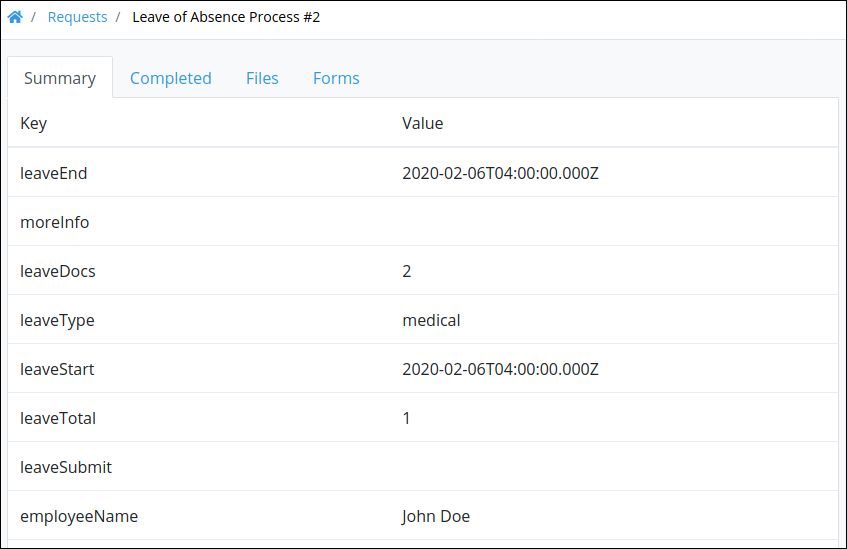 / Requests / Leave of Absence Process #2
Summary Completed Files Forms
Key Value
leaveEnd 2020-02-06T04:00:00.000Z
moreInfo
leaveDocs 2
leaveType medical
leaveStart 2020-02-06T04:00:00.000Z
leaveTotal 1
leaveSubmit
employeeName John Doe